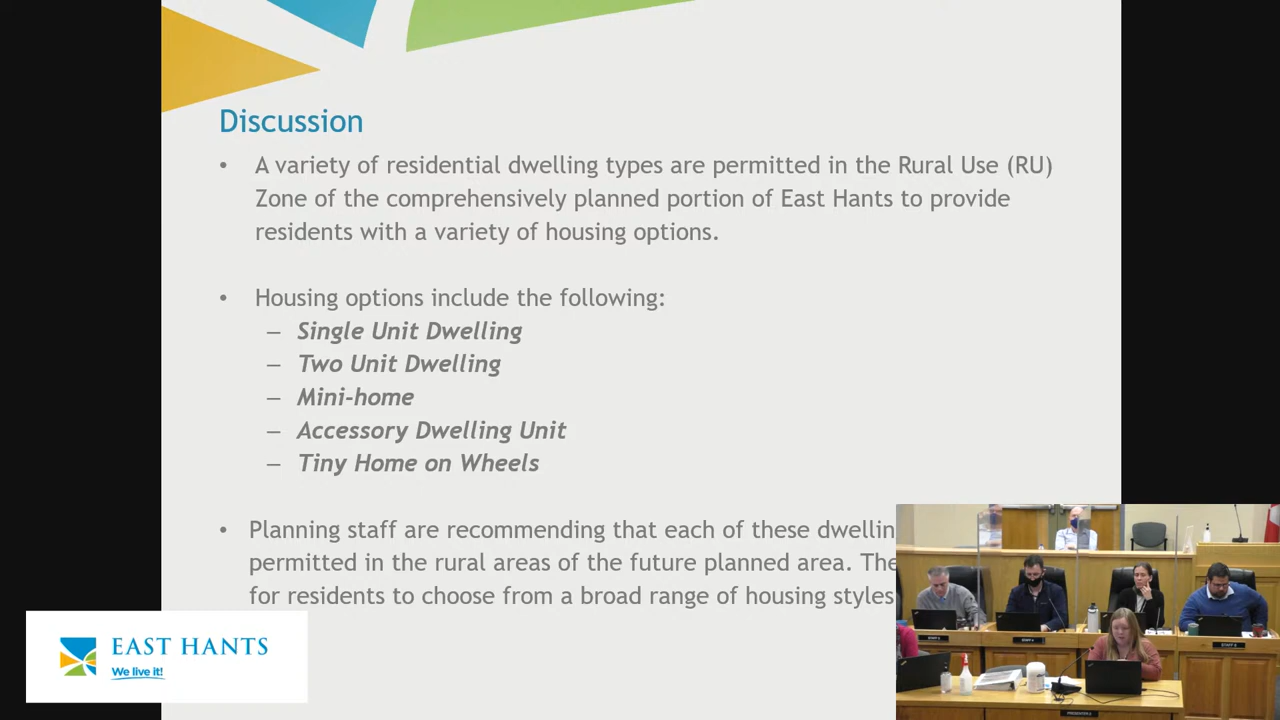 Discussion
• A variety of residential dwelling types are permitted in the Rural Use (RU)
Zone of the comprehensively planned portion of East Hants to provide
residents with a variety of housing options.
• Housing options include the following:
– Single Unit Dwelling
– Two Unit Dwelling
– Mini-home
– Accessory Dwelling Unit
– Tiny Home on Wheels
• Planning staff are recommending that each of these dwellin
permitted in the rural areas of the future planned area. The
for residents to choose from a broad range of housing styles
EAST HANTS
We live it!